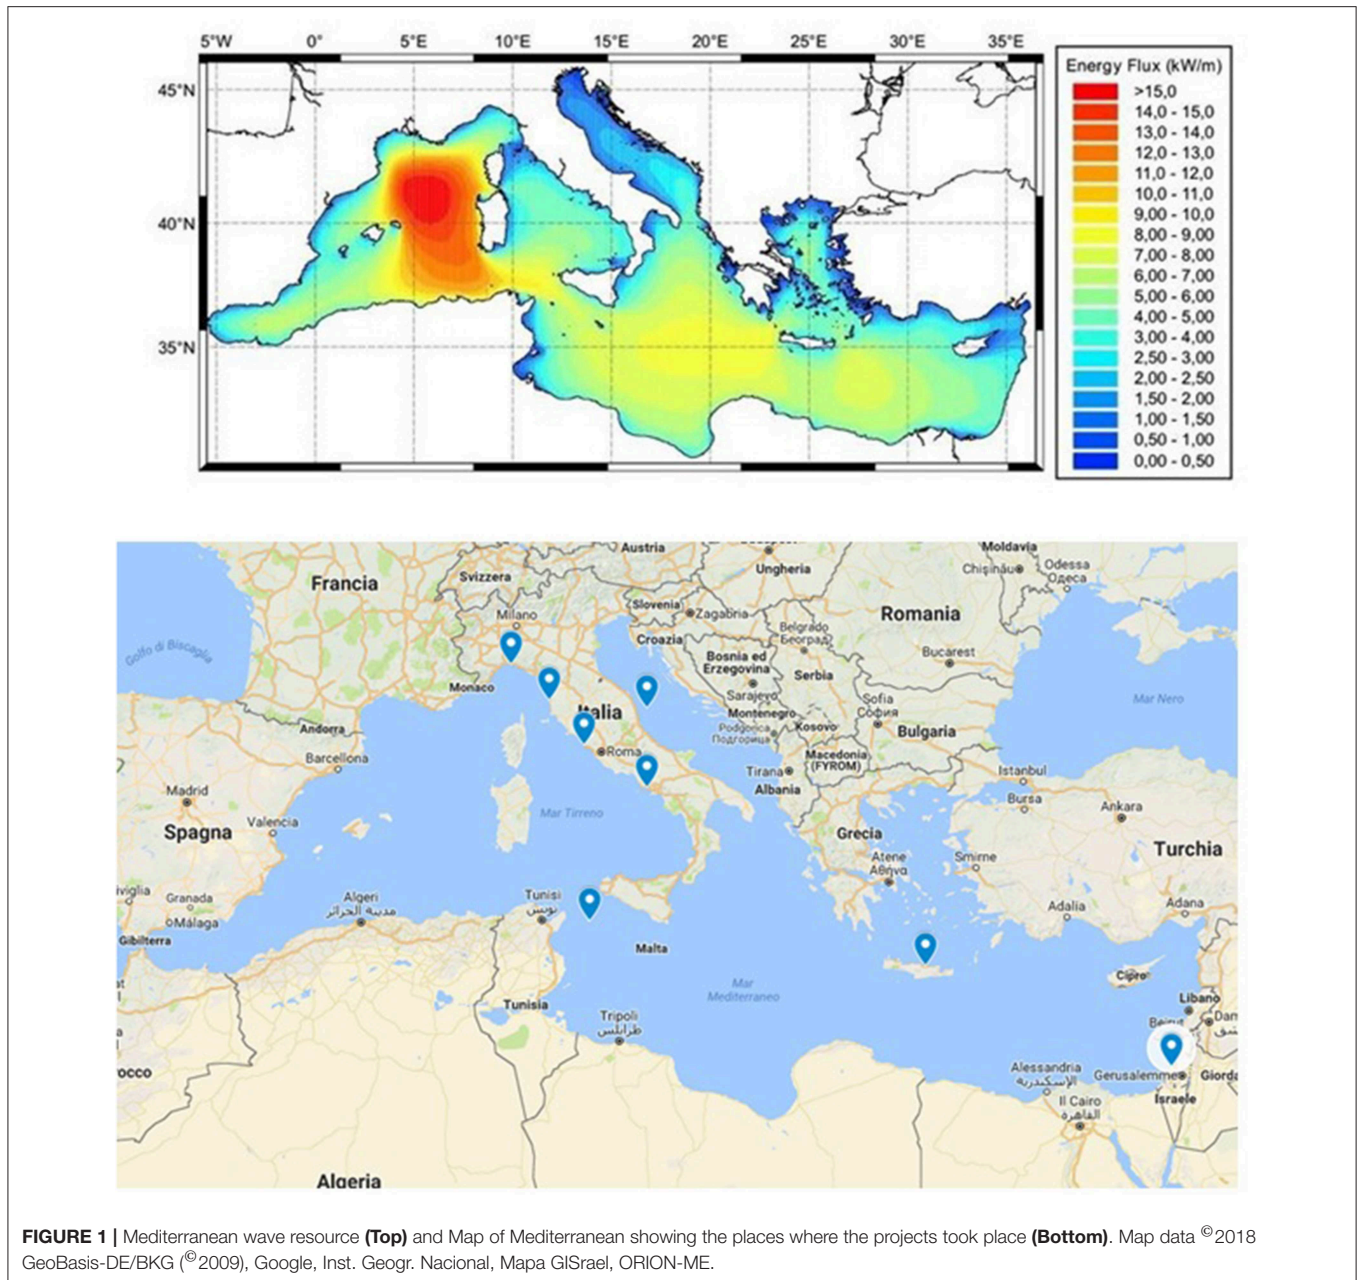 5°W 0° 5°E 10°E 15°E 20°E 25°E 30°E 35°E
45°N
40°N
35°N
Energy Flux (kW/m)
>15,0
14,0 - 15,0
13,0 - 14,0
12,0 - 13,0
11,0 - 12,0
10,0 - 11,0
9,00 - 10,0
8,00 - 9,00
7,00 - 8,00
6,00 - 7,00
5,00 - 6,00
4,00 - 5,00
3,00 - 4,00
2,50 - 3,00
2,00 - 2,50
1,50 - 2,00
1,00 - 1,50
0,50 - 1,00
0,00 - 0,50
Austria
Moldavia
Francia
Svizzera
Ungheria
Chișinău
Odessa
Одеса
Slovenia
Zagabria
Milano
Romania
Belgrado
Београд
Croazia
Golfo di Biscaglia
Bosnia ed
Erzegovina
Bucarest
Serbia
Monaco
Sarajevo
Sofia
София
Mar Nero
Italia
Montenegro
Andorra
Podgorica
Подгорица
Kosovo
Bulgaria
Barcellona
Roma
Macedonia
(FYROM)
Tirana
Istanbul
Madrid
Albania
Bursa
Ankara
Mar Tirreno
Valencia
Spagna
Grecia
Turchia
Atene
Αθήνα
Smirne
iviglia
Granada
Algeri
مدينة الجزائر
Tunisi
تونس
Adalia
Adana
Málaga
Gibilterra
Malta
Cipro
Mar
Mediterraneo
Tunisia
Libano
Tripoli
طرابلس
Beirut
Dam
occo
Alessandria
الإسكندرية
Gerusalemme
Giorda
Il Cairo
القاهرة
Israele
Algeria
FIGURE 1 | Mediterranean wave resource (Top) and Map of Mediterranean showing the places where the projects took place (Bottom). Map data ©2018
GeoBasis-DE/BKG (©2009), Google, Inst. Geogr. Nacional, Mapa GISrael, ORION-ME.